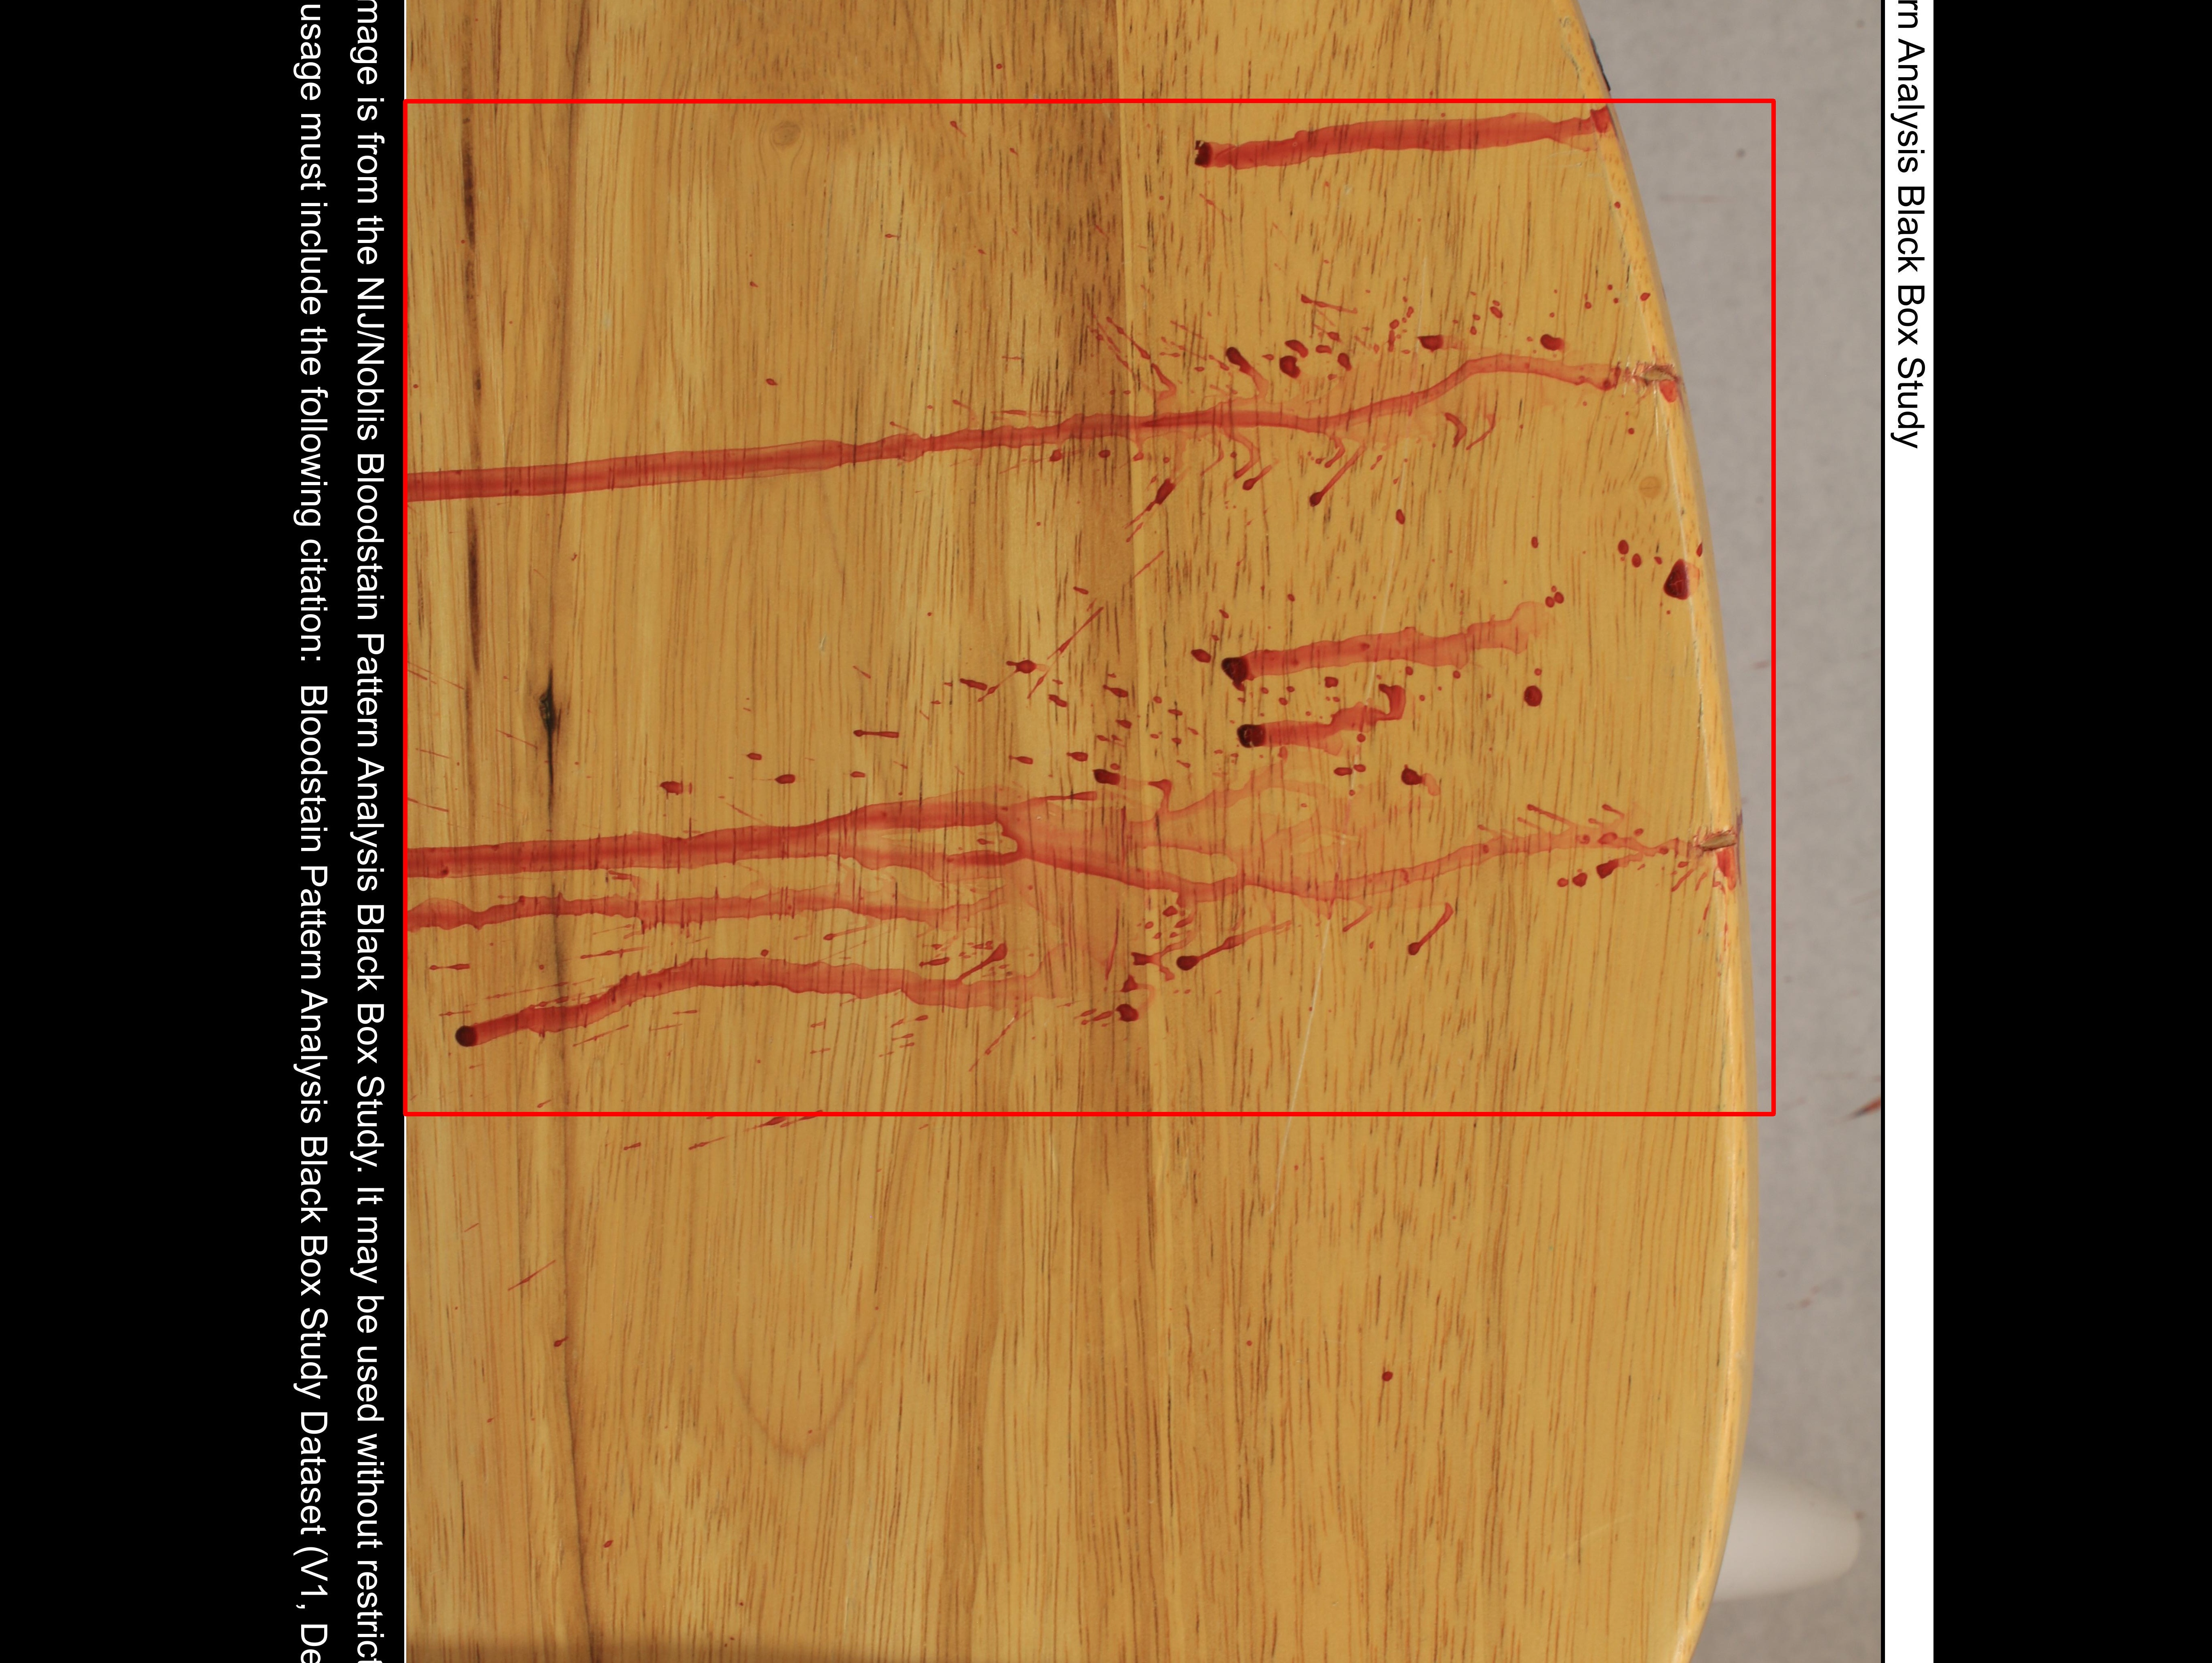 rn Analysis Black Box Study
mage is from the NIJ/Noblis Bloodstain Pattern Analysis Black Box Study. It may be used without restrict
usage must include the following citation: Bloodstain Pattern Analysis Black Box Study Dataset (V1, De